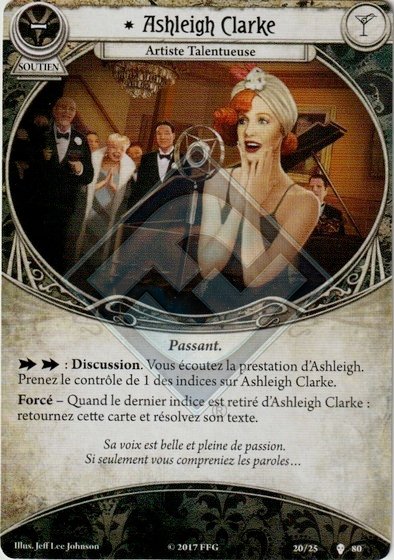 Ashleigh Clarke
SOUTIEN
Artiste Talentueuse
Passant.
: Discussion. Vous écoutez la prestation d'Ashleigh.
Prenez le contrôle de 1 des indices sur Ashleigh Clarke.
Forcé – Quand le dernier indice est retiré d'Ashleigh Clarke :
retournez cette carte et résolvez son texte.
Sa voix est belle et pleine de passion.
Si seulement vous compreniez les paroles…
Illus. Jeff Lee Johnson
© 2017 FFG
20/25
80